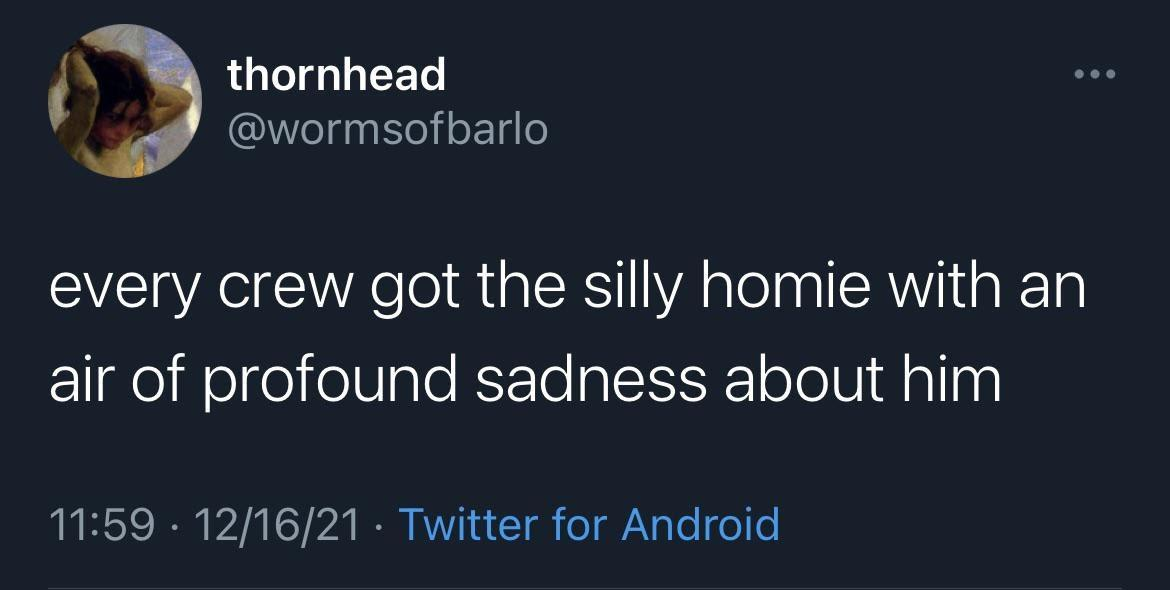 thornhead
@wormsofbarlo
every crew got the silly homie with an
air of profound sadness about him
11:59 · 12/16/21 · Twitter for Android